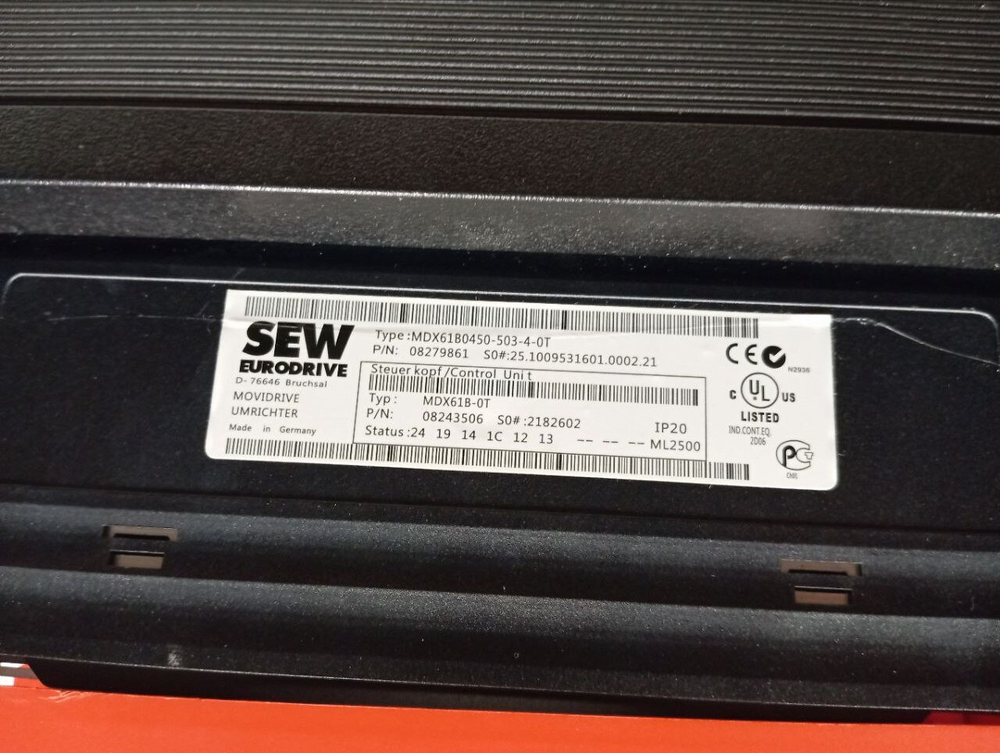 SEW
EURODRIVE
D-76646 Bruchsal
MOVIDRIVE
UMRICHTER
Made in Germany
Type:MDX61B0450-503-4-0T
P/N: 08279861 S0#:25.1009531601.0002.21
Steuerkopf/Control Unit
Typ: MDX61B-0T
P/N: 08243506 S0#:2182602
IP20
Status:24 19 14 1C 12 13 -- -- -- ML2500
CE
N2936
C UL US
LISTED
IND.CONT.EQ.
2D06
PC